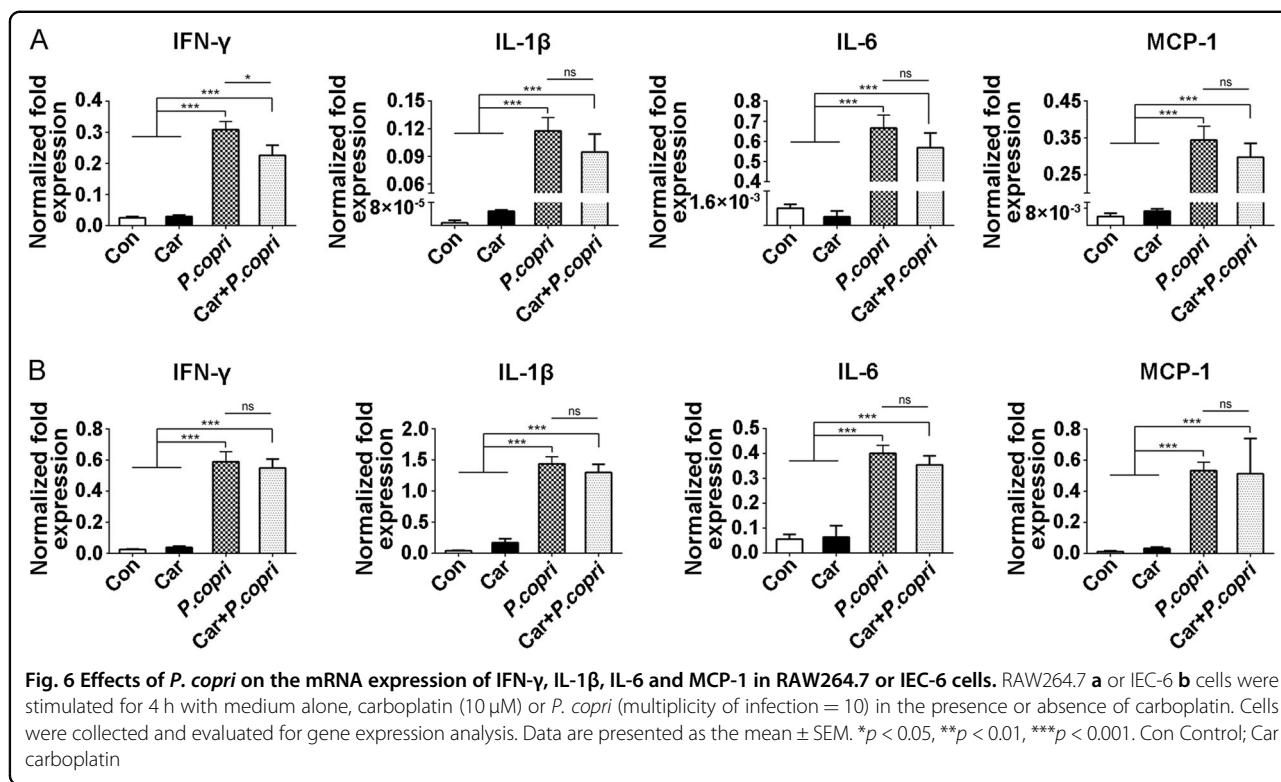 A
IFN-γ
IL-1β
IL-6
MCP-1
Normalized fold
expression
0.4
0.3
0.2
0.1
0.0
***
***
*
Con
Car
P.copri
Car+P.copri
Normalized fold
expression
0.15
0.12
0.09
0.06
8×10⁻⁵
***
***
ns
Con
Car
P.copri
Car+P.copri
Normalized fold
expression
0.8
0.7
0.6
0.5
0.4
1.6×10⁻³
***
***
ns
Con
Car
P.copri
Car+P.copri
Normalized fold
expression
0.45
0.35
0.25
8×10⁻³
***
***
ns
Con
Car
P.copri
Car+P.copri
B
IFN-γ
IL-1β
IL-6
MCP-1
Normalized fold
expression
0.8
0.6
0.4
0.2
0.0
***
***
ns
Con
Car
P.copri
Car+P.copri
Normalized fold
expression
2.0
1.5
1.0
0.5
0.0
***
***
ns
Con
Car
P.copri
Car+P.copri
Normalized fold
expression
0.5
0.4
0.3
0.2
0.1
0.0
***
***
ns
Con
Car
P.copri
Car+P.copri
Normalized fold
expression
0.8
0.6
0.4
0.2
0.0
***
***
ns
Con
Car
P.copri
Car+P.copri
Fig. 6 Effects of P. copri on the mRNA expression of IFN-γ, IL-1β, IL-6 and MCP-1 in RAW264.7 or IEC-6 cells. RAW264.7 a or IEC-6 b cells were
stimulated for 4 h with medium alone, carboplatin (10 μM) or P. copri (multiplicity of infection = 10) in the presence or absence of carboplatin. Cells
were collected and evaluated for gene expression analysis. Data are presented as the mean ± SEM. *p < 0.05, **p < 0.01, ***p < 0.001. Con Control; Car
carboplatin